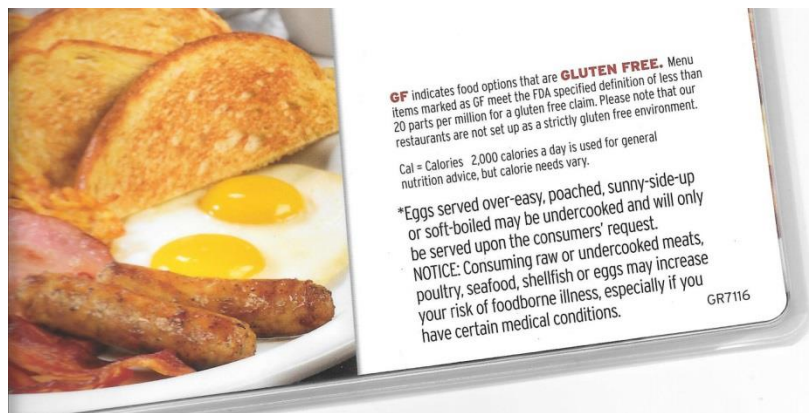 GF indicates food options that are GLUTEN FREE. Menu
items marked as GF meet the FDA specified definition of less than
20 parts per million for a gluten free claim. Please note that our
restaurants are not set up as a strictly gluten free environment.
Cal = Calories 2,000 calories a day is used for general
nutrition advice, but calorie needs vary.
*Eggs served over-easy, poached, sunny-side-up
or soft-boiled may be undercooked and will only
be served upon the consumers' request.
NOTICE: Consuming raw or undercooked meats,
poultry, seafood, shellfish or eggs may increase
your risk of foodborne illness, especially if you
have certain medical conditions.
GR7116